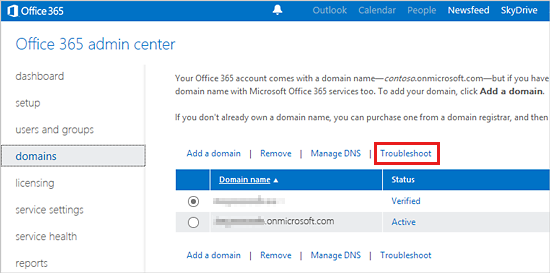 Office 365
Outlook Calendar People Newsfeed SkyDrive
Office 365 admin center
dashboard
setup
users and groups
domains
licensing
service settings
service health
reports
Your Office 365 account comes with a domain name—contoso.onmicrosoft.com—but if you have
domain name with Microsoft Office 365 services too. To add your domain, click Add a domain.
If you don't already own a domain name, you can purchase one from a domain registrar, and then
Add a domain | Remove | Manage DNS | Troubleshoot
Domain name ▲ Status
Verified
.onmicrosoft.com Active
Add a domain | Remove | Manage DNS | Troubleshoot